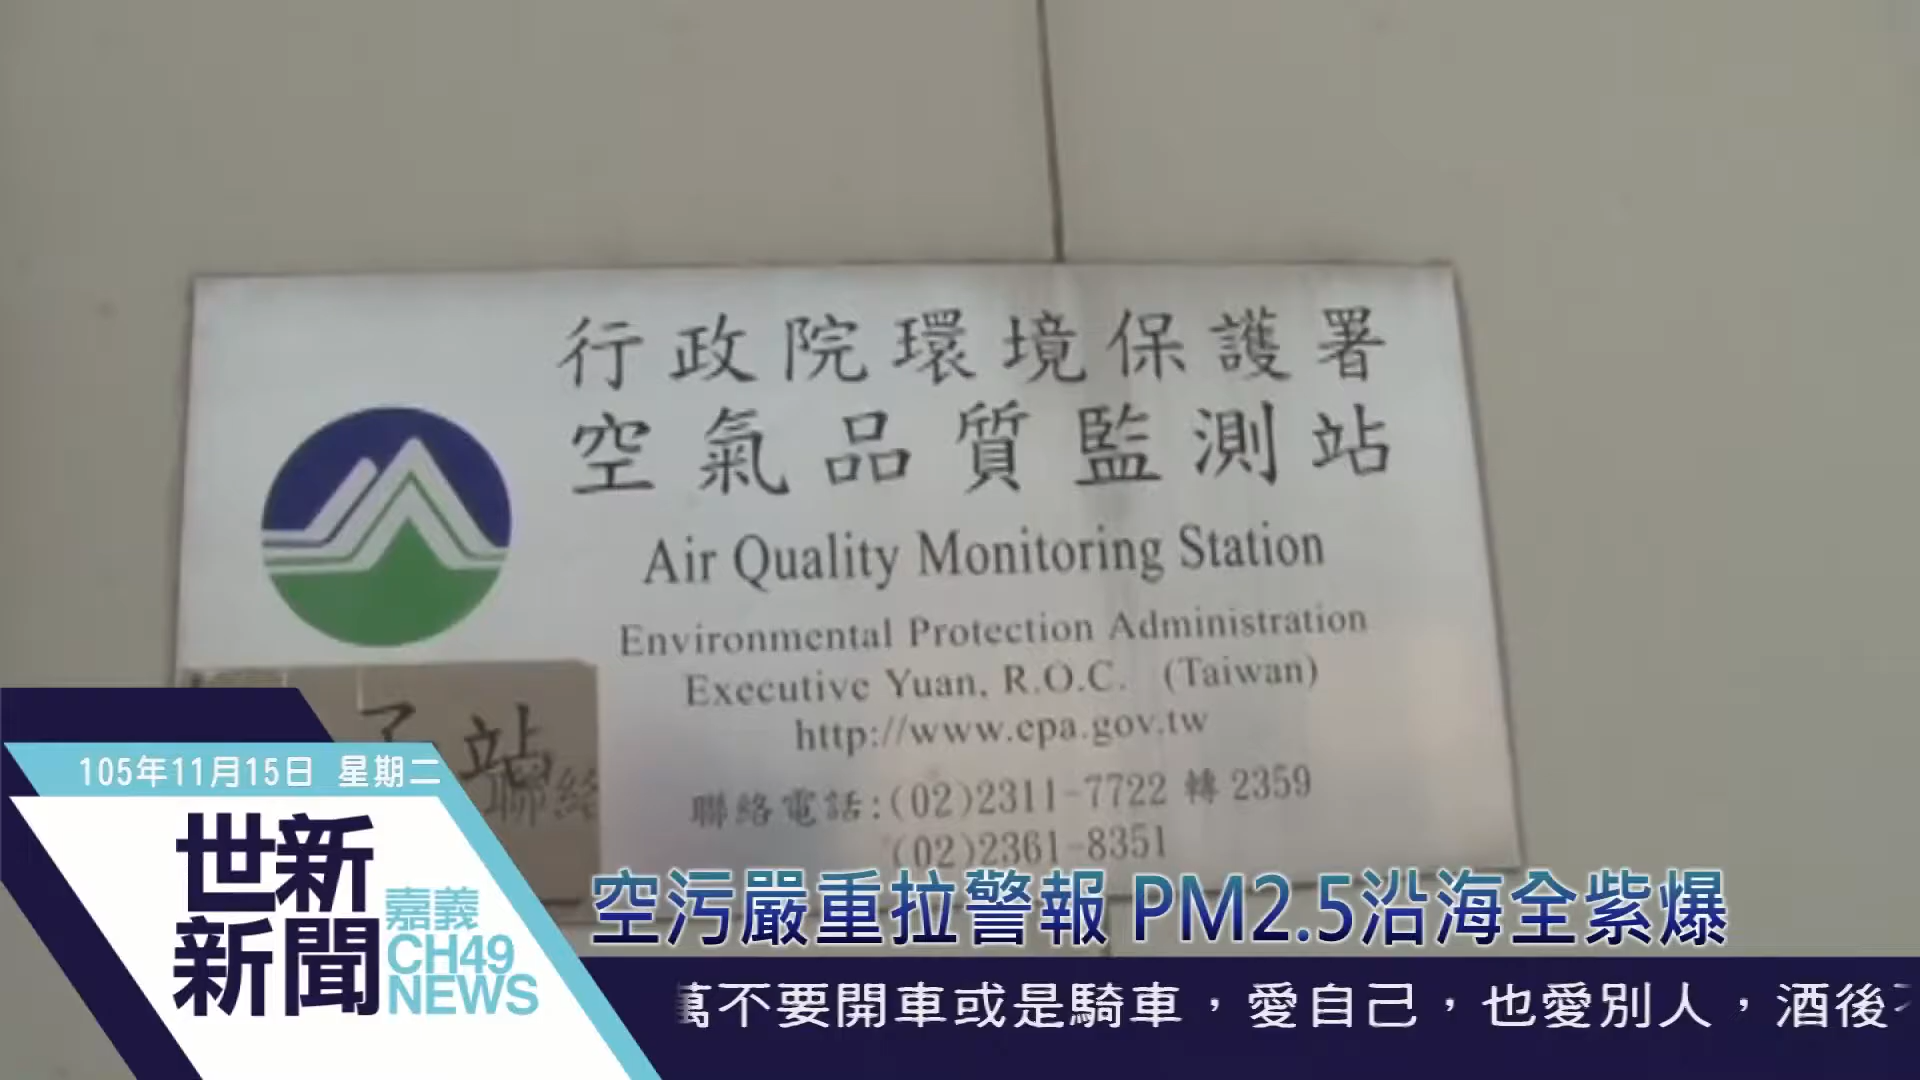 行政院環境保護署
空氣品質監測站
Air Quality Monitoring Station
Environmental Protection Administration
Executive Yuan, R.O.C. (Taiwan)
http://www.epa.gov.tw
聯絡電話:(02)2311-7722 轉 2359
(02)2361-8351
站
聯絡
105年11月15日 星期二
世新
新聞
嘉義
CH49
NEWS
空污嚴重拉警報 PM2.5沿海全紫爆
萬不要開車或是騎車，愛自己，也愛別人，酒後